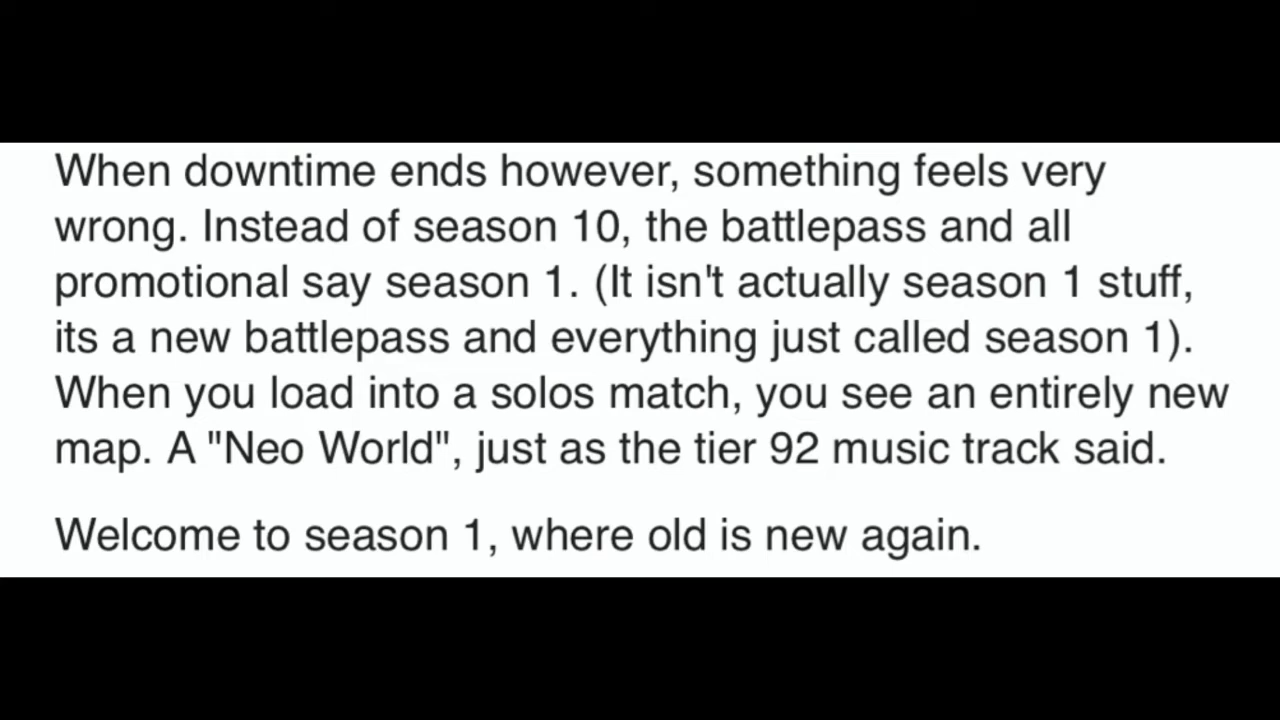 When downtime ends however, something feels very
wrong. Instead of season 10, the battlepass and all
promotional say season 1. (It isn't actually season 1 stuff,
its a new battlepass and everything just called season 1).
When you load into a solos match, you see an entirely new
map. A "Neo World", just as the tier 92 music track said.
Welcome to season 1, where old is new again.